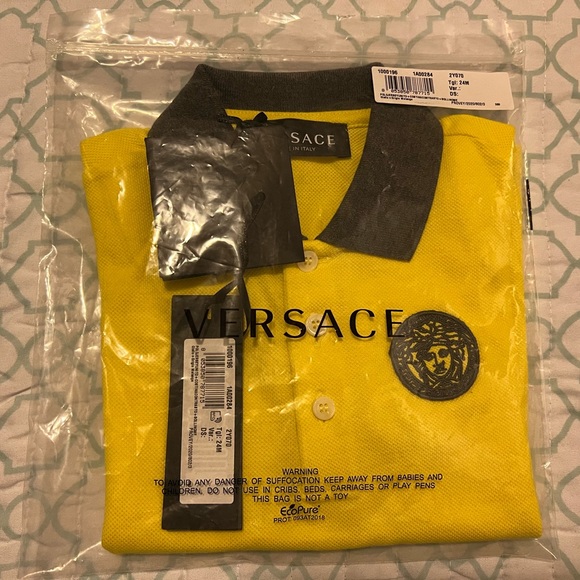 1000196 1A00284 2Y070
Tgl: 24M
Var.:
DS:
VERSACE
IN ITALY
VERSACE
1000196 1A00284 2Y070
Tgl: 24M
Var.:
DS:
WARNING
TO AVOID ANY DANGER OF SUFFOCATION KEEP AWAY FROM BABIES AND
CHILDREN. DO NOT USE IN CRIBS, BEDS, CARRIAGES OR PLAY PENS
THIS BAG IS NOT A TOY
EcoPure®
PROT. 093AT2018